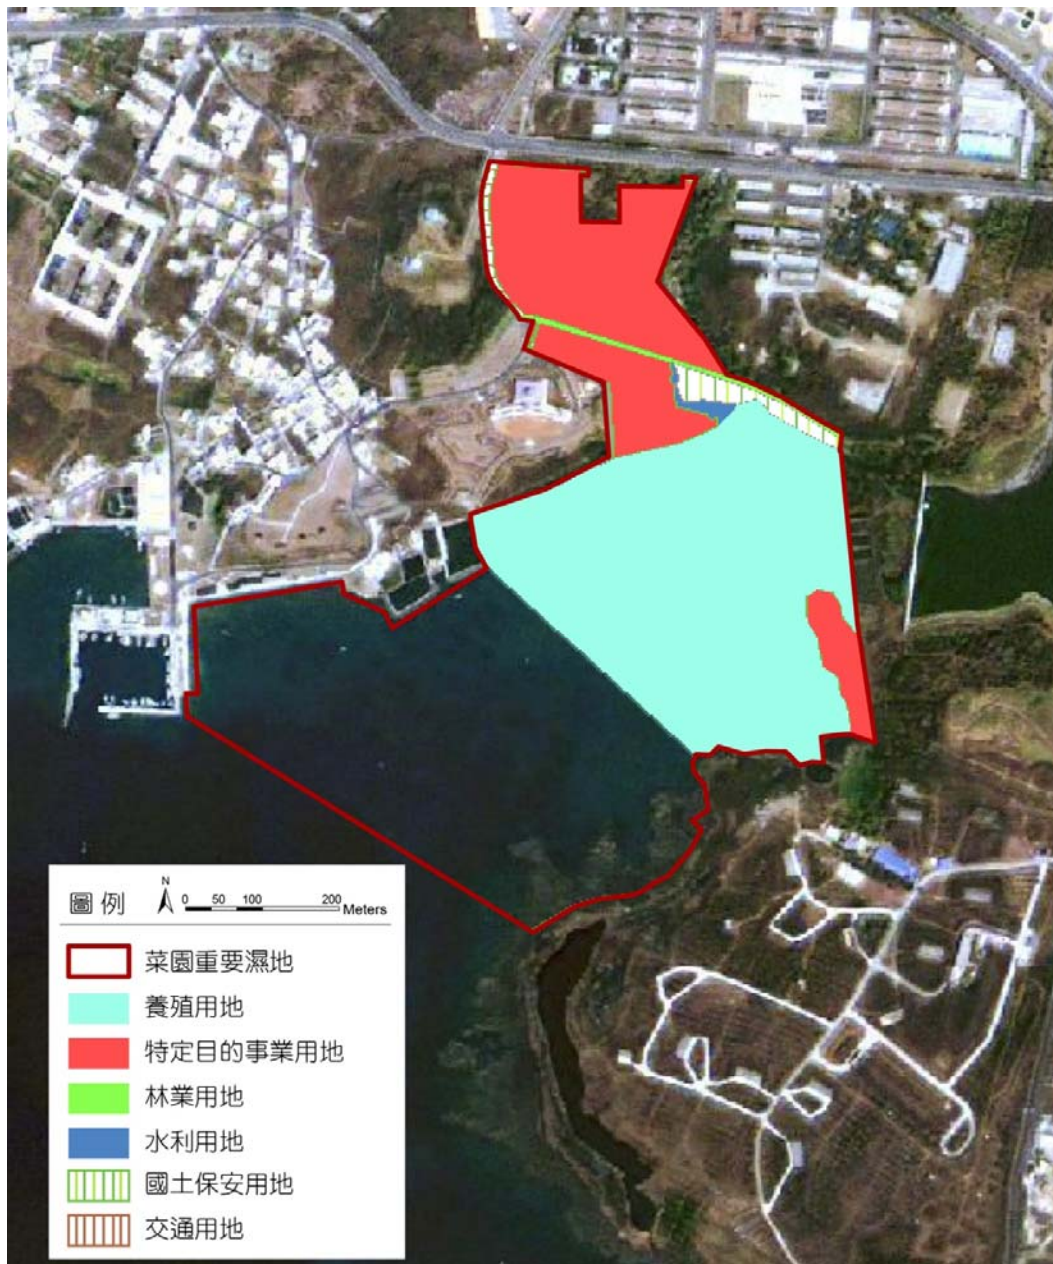 圖例
N
0 50 100 200 Meters
菜園重要濕地
養殖用地
特定目的事業用地
林業用地
水利用地
國土保安用地
交通用地